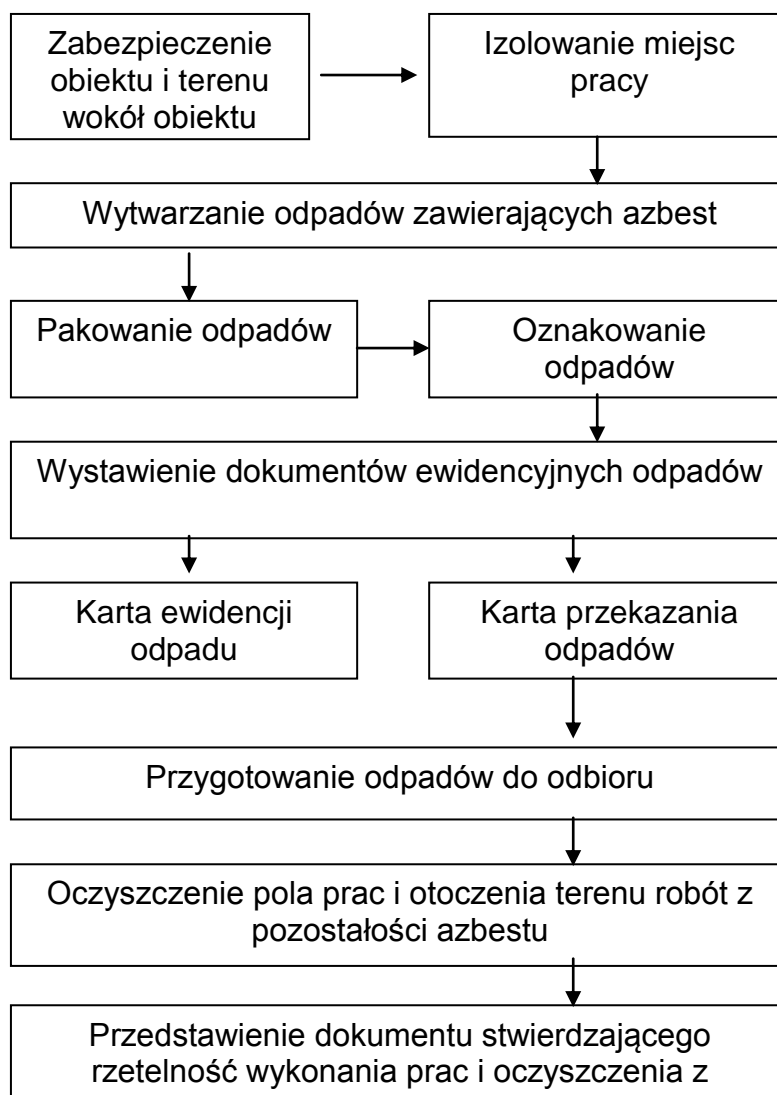 Zabezpieczenie
obiektu i terenu
wokół obiektu
Izolowanie miejsc
pracy
Wytwarzanie odpadów zawierających azbest
Pakowanie odpadów
Oznakowanie
odpadów
Wystawienie dokumentów ewidencyjnych odpadów
Karta ewidencji
odpadu
Karta przekazania
odpadów
Przygotowanie odpadów do odbioru
Oczyszczenie pola prac i otoczenia terenu robót z
pozostałości azbestu
Przedstawienie dokumentu stwierdzającego
rzetelność wykonania prac i oczyszczenia z